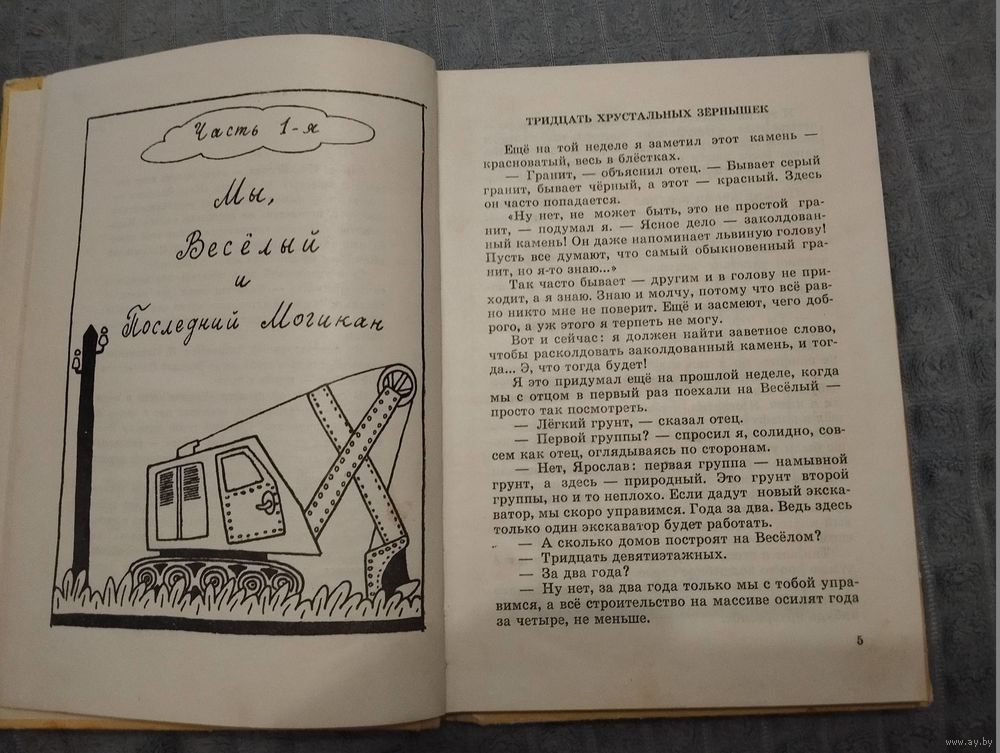 Часть 1-я
Мы,
Весёлый
и
Последний Могикан
ТРИДЦАТЬ ХРУСТАЛЬНЫХ ЗЁРНЫШЕК
Ещё на той неделе я заметил этот камень —
красноватый, весь в блёстках.
— Гранит, — объяснил отец. — Бывает серый
гранит, бывает чёрный, а этот — красный. Здесь
он часто попадается.
«Ну нет, не может быть, это не простой гра-
нит, — подумал я. — Ясное дело — заколдован-
ный камень! Он даже напоминает львиную голову!
Пусть все думают, что самый обыкновенный гра-
нит, но я-то знаю...»
Так часто бывает — другим и в голову не при-
ходит, а я знаю. Знаю и молчу, потому что всё рав-
но никто мне не поверит. Ещё и засмеют, чего доб-
рого, а уж этого я терпеть не могу.
Вот и сейчас: я должен найти заветное слово,
чтобы расколдовать заколдованный камень, и тог-
да... Э, что тогда будет!
Я это придумал ещё на прошлой неделе, когда
мы с отцом в первый раз поехали на Весёлый —
просто так посмотреть.
— Лёгкий грунт, — сказал отец.
— Первой группы? — спросил я, солидно, сов-
сем как отец, оглядываясь по сторонам.
— Нет, Ярослав: первая группа — намывной
грунт, а здесь — природный. Это грунт второй
группы, но и то неплохо. Если дадут новый экска-
ватор, мы скоро управимся. Года за два. Ведь здесь
только один экскаватор будет работать.
— А сколько домов построят на Весёлом?
— Тридцать девятиэтажных.
— За два года?
— Ну нет, за два года только мы с тобой упра-
вимся, а всё строительство на массиве осилят года
за четыре, не меньше.
5
www.ay.by